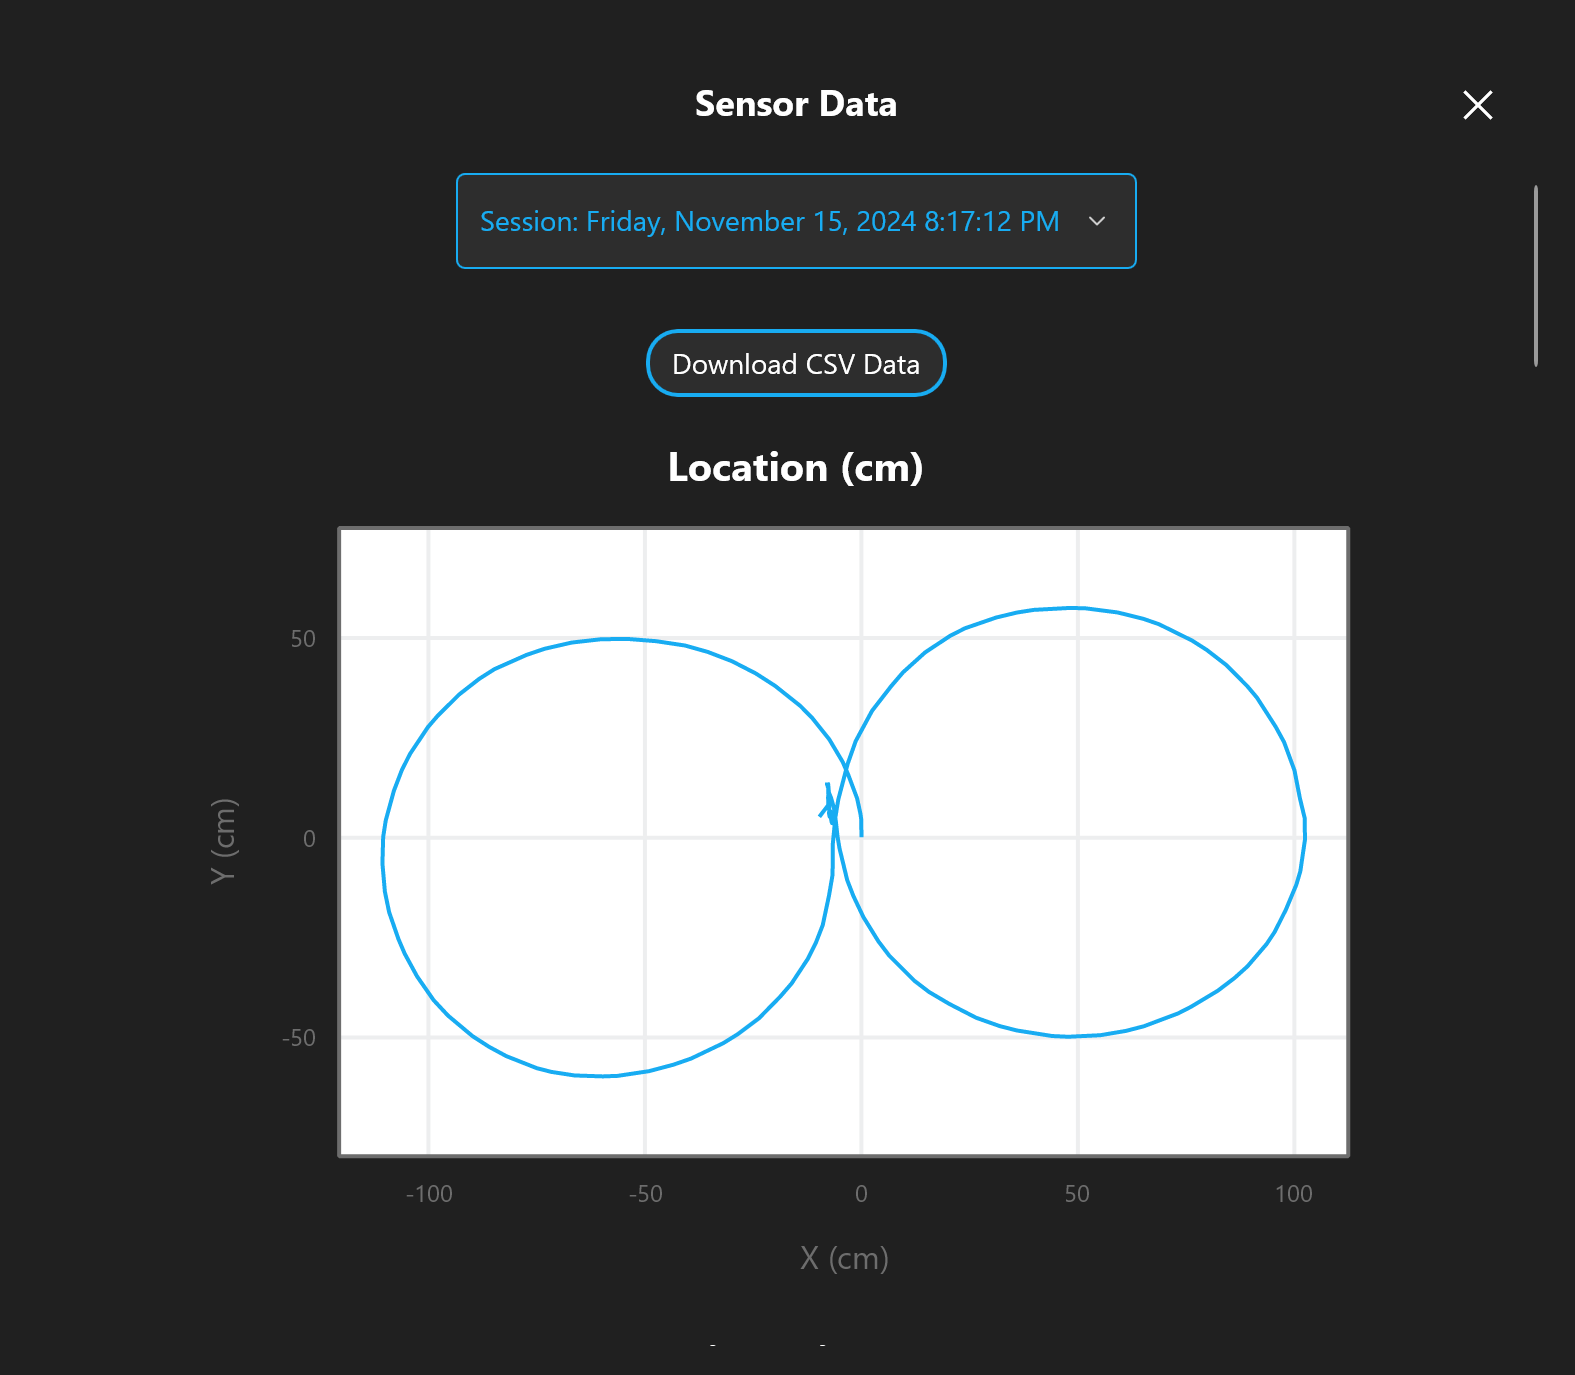 Sensor Data
Session: Friday, November 15, 2024 8:17:12 PM
Download CSV Data
Location (cm)
50
0
-50
Y (cm)
-100
-50
0
50
100
X (cm)